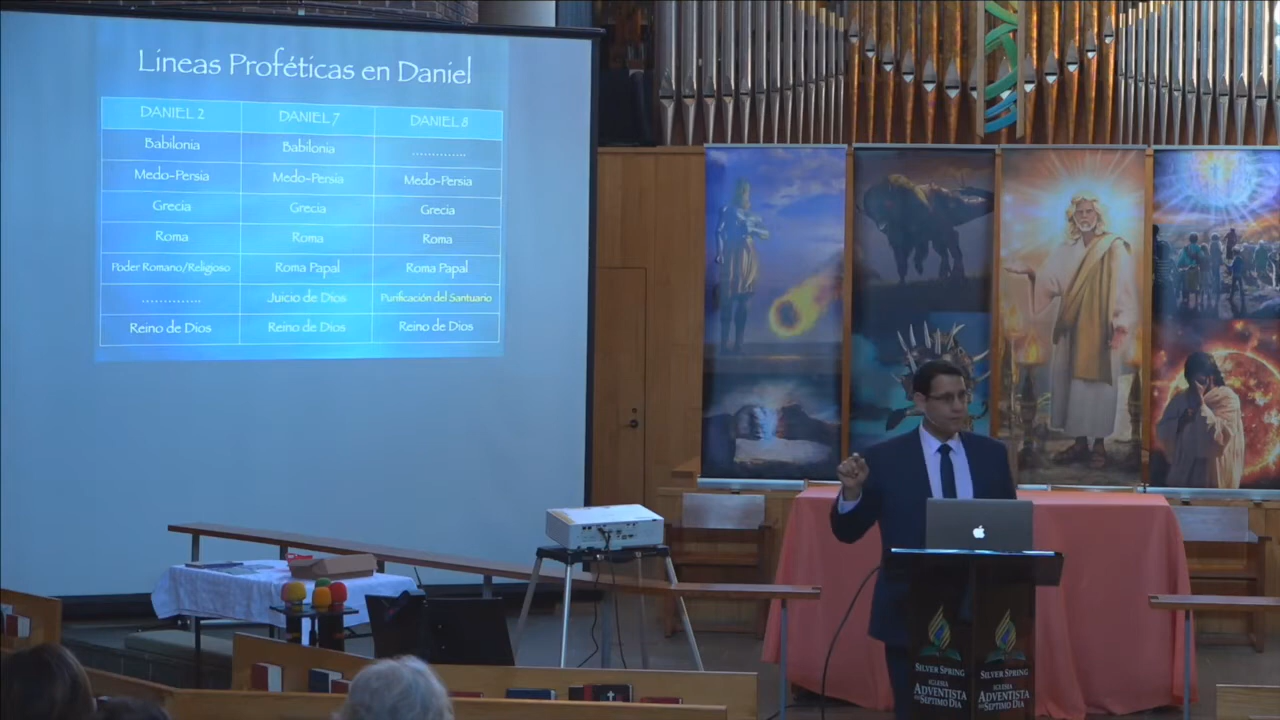 Líneas Proféticas en Daniel
DANIEL 2 DANIEL 7 DANIEL 8
Babilonia Babilonia ..............
Medo-Persia Medo-Persia Medo-Persia
Grecia Grecia Grecia
Roma Roma Roma
Poder Romano/Religioso Roma Papal Roma Papal
.............. Juicio de Dios Purificación del Santuario
Reino de Dios Reino de Dios Reino de Dios
SILVER SPRING
IGLESIA
ADVENTISTA
DEL SÉPTIMO DÍA
SILVER SPRING
IGLESIA
ADVENTISTA
DEL SÉPTIMO DÍA